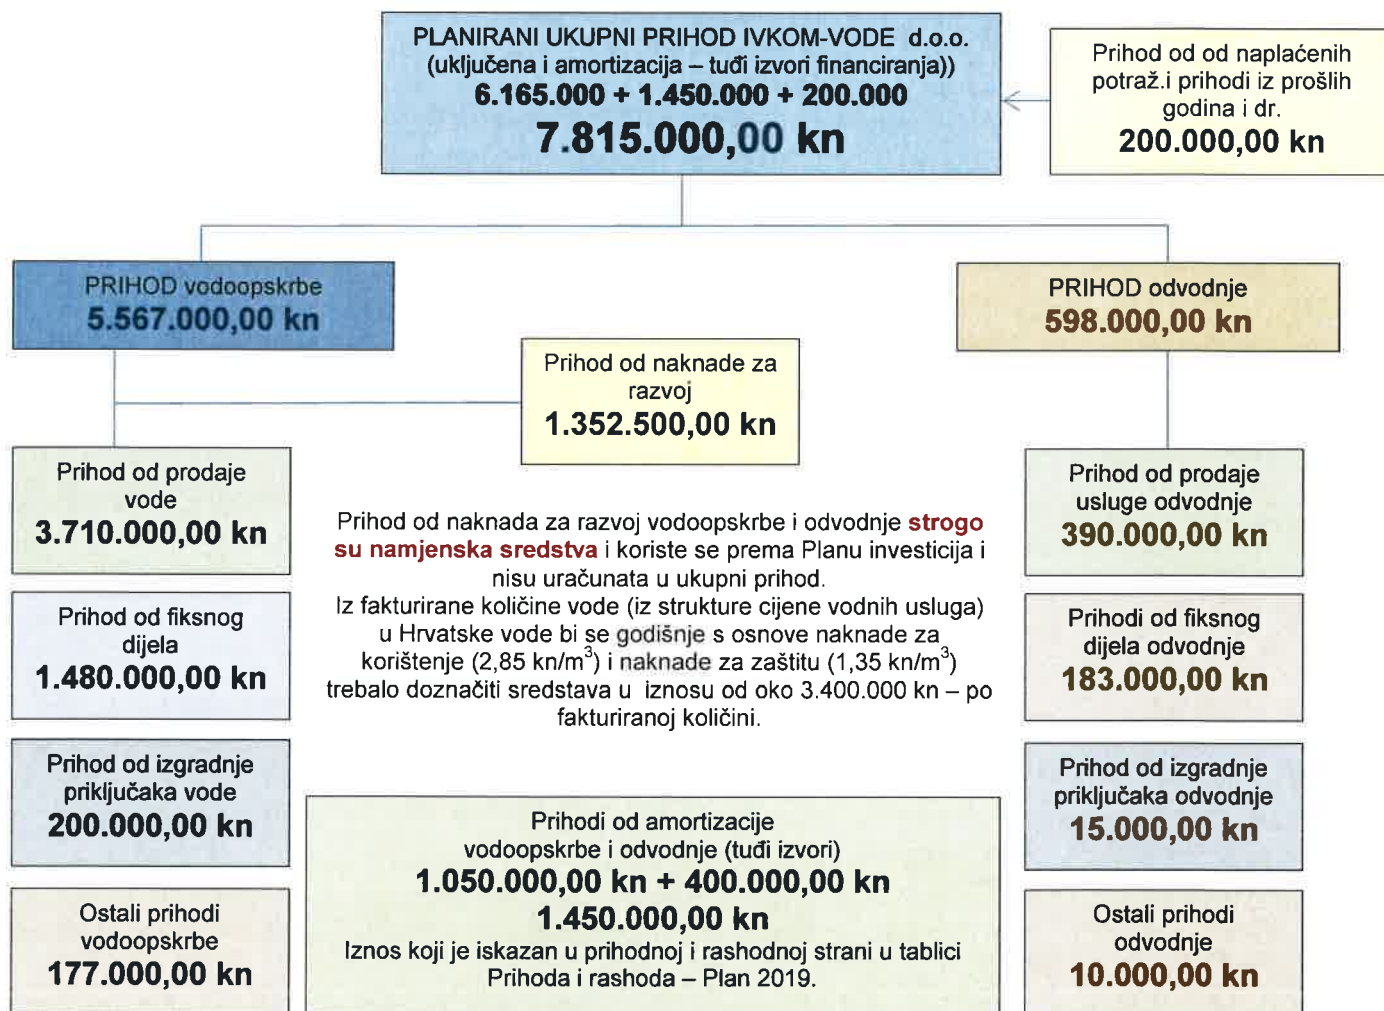 PLANIRANI UKUPNI PRIHOD IVKOM-VODE d.o.o.
(uključena i amortizacija – tuđi izvori financiranja))
6.165.000 + 1.450.000 + 200.000
7.815.000,00 kn
Prihod od od naplaćenih
potraž.i prihodi iz prošlih
godina i dr.
200.000,00 kn
PRIHOD vodoopskrbe
5.567.000,00 kn
PRIHOD odvodnje
598.000,00 kn
Prihod od naknade za
razvoj
1.352.500,00 kn
Prihod od prodaje
vode
3.710.000,00 kn
Prihod od fiksnog
dijela
1.480.000,00 kn
Prihod od izgradnje
priključaka vode
200.000,00 kn
Ostali prihodi
vodoopskrbe
177.000,00 kn
Prihod od naknada za razvoj vodoopskrbe i odvodnje strogo
su namjenska sredstva i koriste se prema Planu investicija i
nisu uračunata u ukupni prihod.
Iz fakturirane količine vode (iz strukture cijene vodnih usluga)
u Hrvatske vode bi se godišnje s osnove naknade za
korištenje (2,85 kn/m³) i naknade za zaštitu (1,35 kn/m³)
trebalo doznačiti sredstava u iznosu od oko 3.400.000 kn – po
fakturiranoj količini.
Prihodi od amortizacije
vodoopskrbe i odvodnje (tuđi izvori)
1.050.000,00 kn + 400.000,00 kn
1.450.000,00 kn
Iznos koji je iskazan u prihodnoj i rashodnoj strani u tablici
Prihoda i rashoda – Plan 2019.
Prihod od prodaje
usluge odvodnje
390.000,00 kn
Prihodi od fiksnog
dijela odvodnje
183.000,00 kn
Prihod od izgradnje
priključaka odvodnje
15.000,00 kn
Ostali prihodi
odvodnje
10.000,00 kn